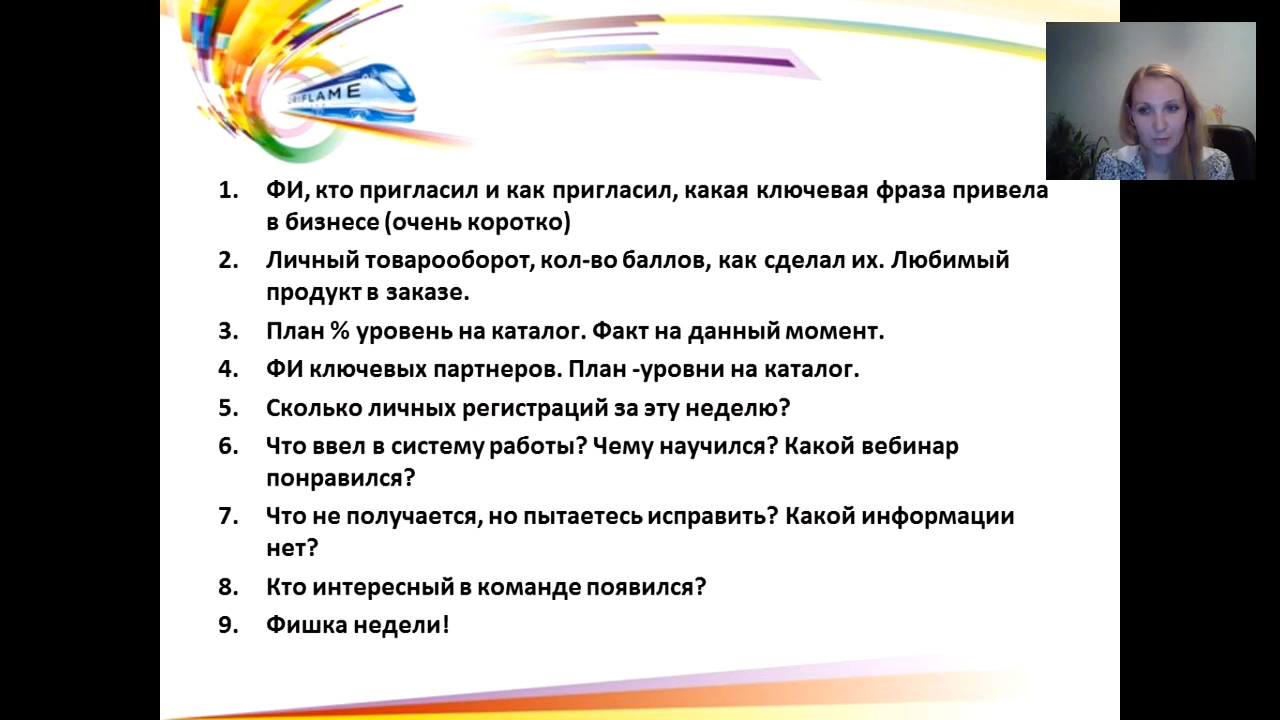 ORIFLAME
1. ФИ, кто пригласил и как пригласил, какая ключевая фраза привела
в бизнесе (очень коротко)
2. Личный товарооборот, кол-во баллов, как сделал их. Любимый
продукт в заказе.
3. План % уровень на каталог. Факт на данный момент.
4. ФИ ключевых партнеров. План -уровни на каталог.
5. Сколько личных регистраций за эту неделю?
6. Что ввел в систему работы? Чему научился? Какой вебинар
понравился?
7. Что не получается, но пытаетесь исправить? Какой информации
нет?
8. Кто интересный в команде появился?
9. Фишка недели!